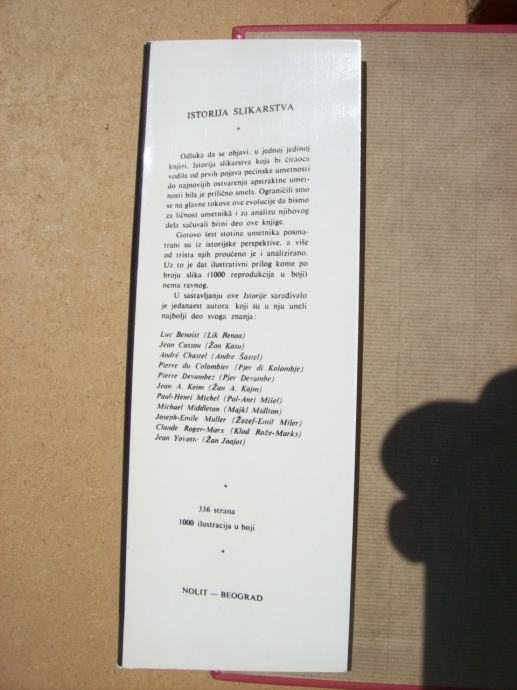 ISTORIJA SLIKARSTVA
*
Odluka da se objavi, u jednoj jedinoj
knjizi, Istorija slikarstva koja bi čitaoca
vodila od prvih pojava pećinske umetnosti
do najnovijih ostvarenja apstraktne umet-
nosti bila je prilično smela. Ograničili smo
se na glavne tokove ove evolucije da bismo
za ličnost umetnikâ i za analizu njihovog
dela sačuvali bitni deo ove knjige.
Gotovo šest stotina umetnika posma-
trani su iz istorijske perspektive, a više
od trista njih proučeno je i analizirano.
Uz to je dat ilustrativni prilog kome po
broju slika (1000 reprodukcija u boji)
nema ravnog.
U sastavljanju ove Istorije sarađivalo
je jedanaest autora koji su u nju uneli
najbolji deo svoga znanja:
Luc Benoist (Lik Benoa)
Jean Cassou (Žan Kasu)
André Chastel (Andre Šastel)
Pierre du Colombier (Pjer di Kolombje)
Pierre Devambez (Pjer Devambe)
Jean A. Keim (Žan A. Kajm)
Paul-Henri Michel (Pol-Anri Mišel)
Michael Middleton (Majkl Midlton)
Joseph-Emile Muller (Žozef-Emil Miler)
Claude Roger-Marx (Klod Rože-Marks)
Jean Yoyotte (Žan Joajot)
*
336 strana
1000 ilustracija u boji
*
NOLIT — BEOGRAD